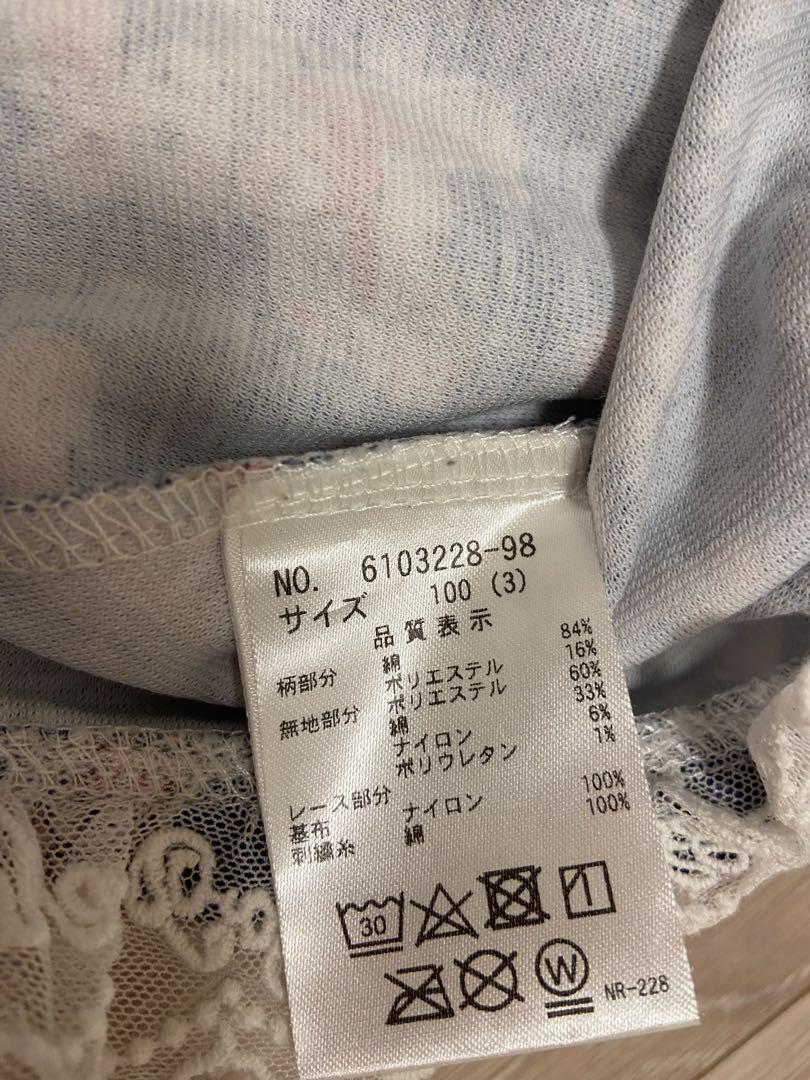 NO. 6103228-98
サイズ 100 (3)
品質表示
柄部分 綿 84%
ポリエステル 16%
無地部分 ポリエステル 60%
綿 33%
ナイロン 6%
ポリウレタン 1%
レース部分
基布 ナイロン 100%
刺繍糸 綿 100%
30
W
NR-228